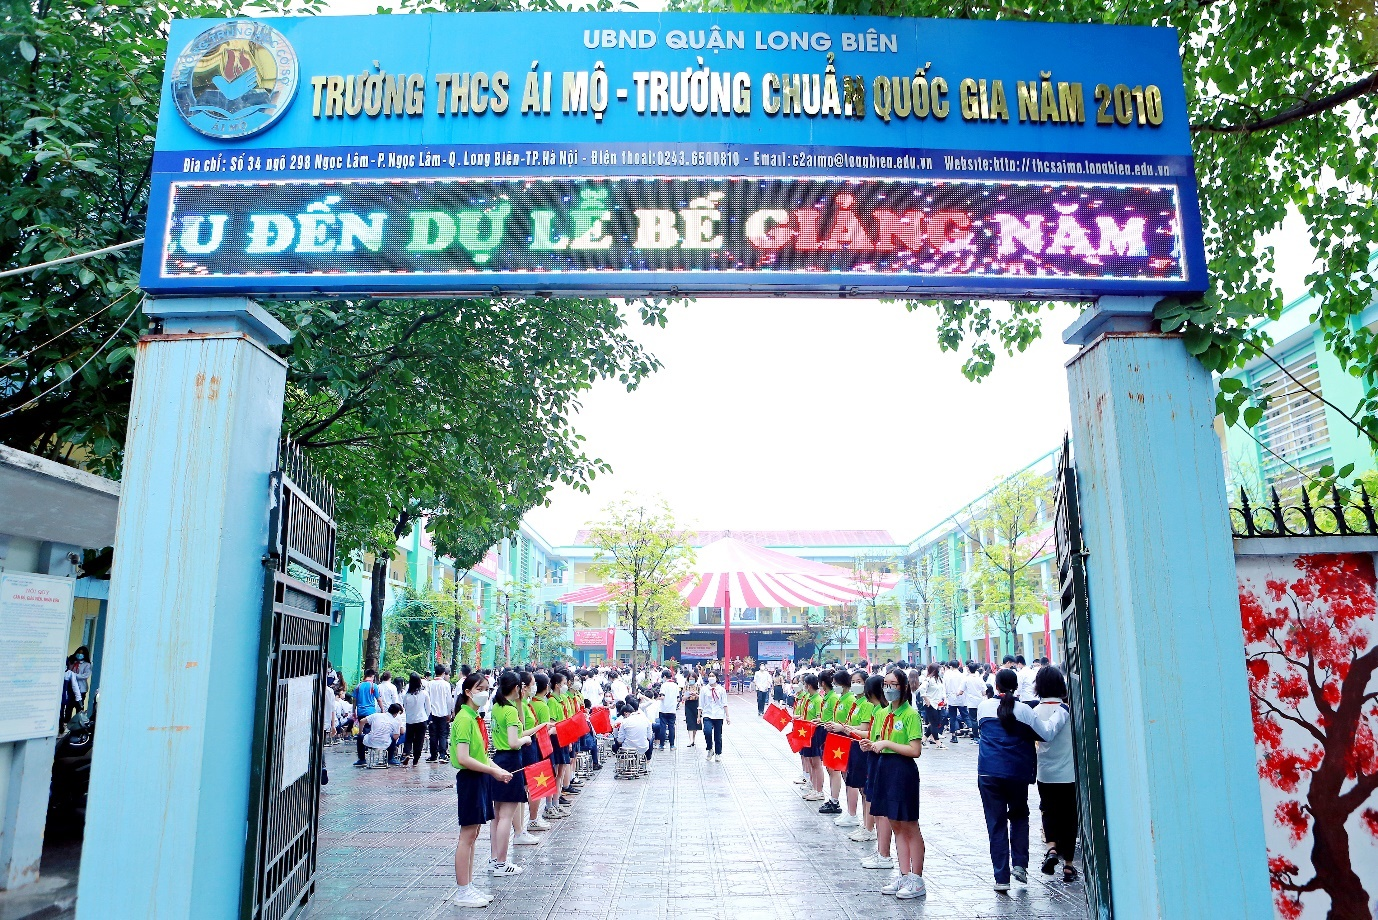 UBND QUẬN LONG BIÊN
TRƯỜNG THCS ÁI MỘ - TRƯỜNG CHUẨN QUỐC GIA NĂM 2010
ÁI MỘ
Địa chỉ: Số 34 ngõ 298 Ngọc Lâm - P. Ngọc Lâm - Q. Long Biên - TP. Hà Nội - Điện thoại: 0243.6500810 - Email: c2aimo@longbien.edu.vn Website: http://thcsaimo.longbien.edu.vn
U ĐẾN DỰ LỄ BẾ GIẢNG NĂM